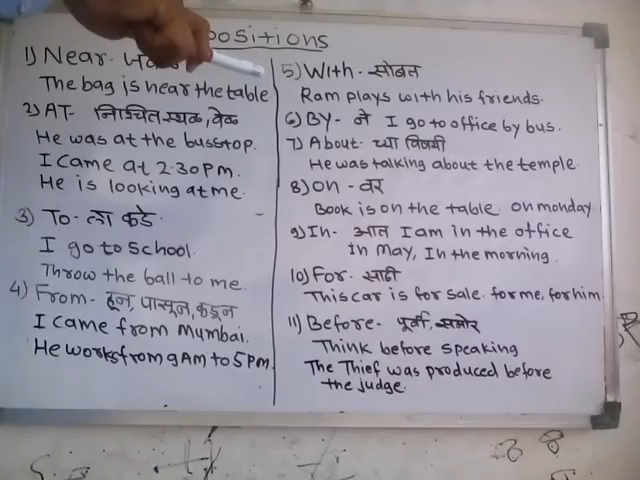 positions
1) Near-
The bag is near the table
2) AT- निश्चित स्थळ, वेळ
He was at the busstop.
I came at 2.30 pm.
He is looking at me.
3) To- ला कडे
I go to school
Throw the ball to me.
4) From- हून, पासून, कडून
I came from Mumbai.
He works from 9 AM to 5 PM
5) With- सोबत
Ram plays with his friends.
6) BY- ने I go to office by bus.
7) About- च्या विषयी
He was talking about the temple
8) on - वर
Book is on the table. on monday
9) In- आत I am in the office
in May, In the morning.
10) For- साठी
This car is for sale. for me, for him
11) Before- पूर्वी, समोर
Think before speaking
The Thief was produced before
the judge.